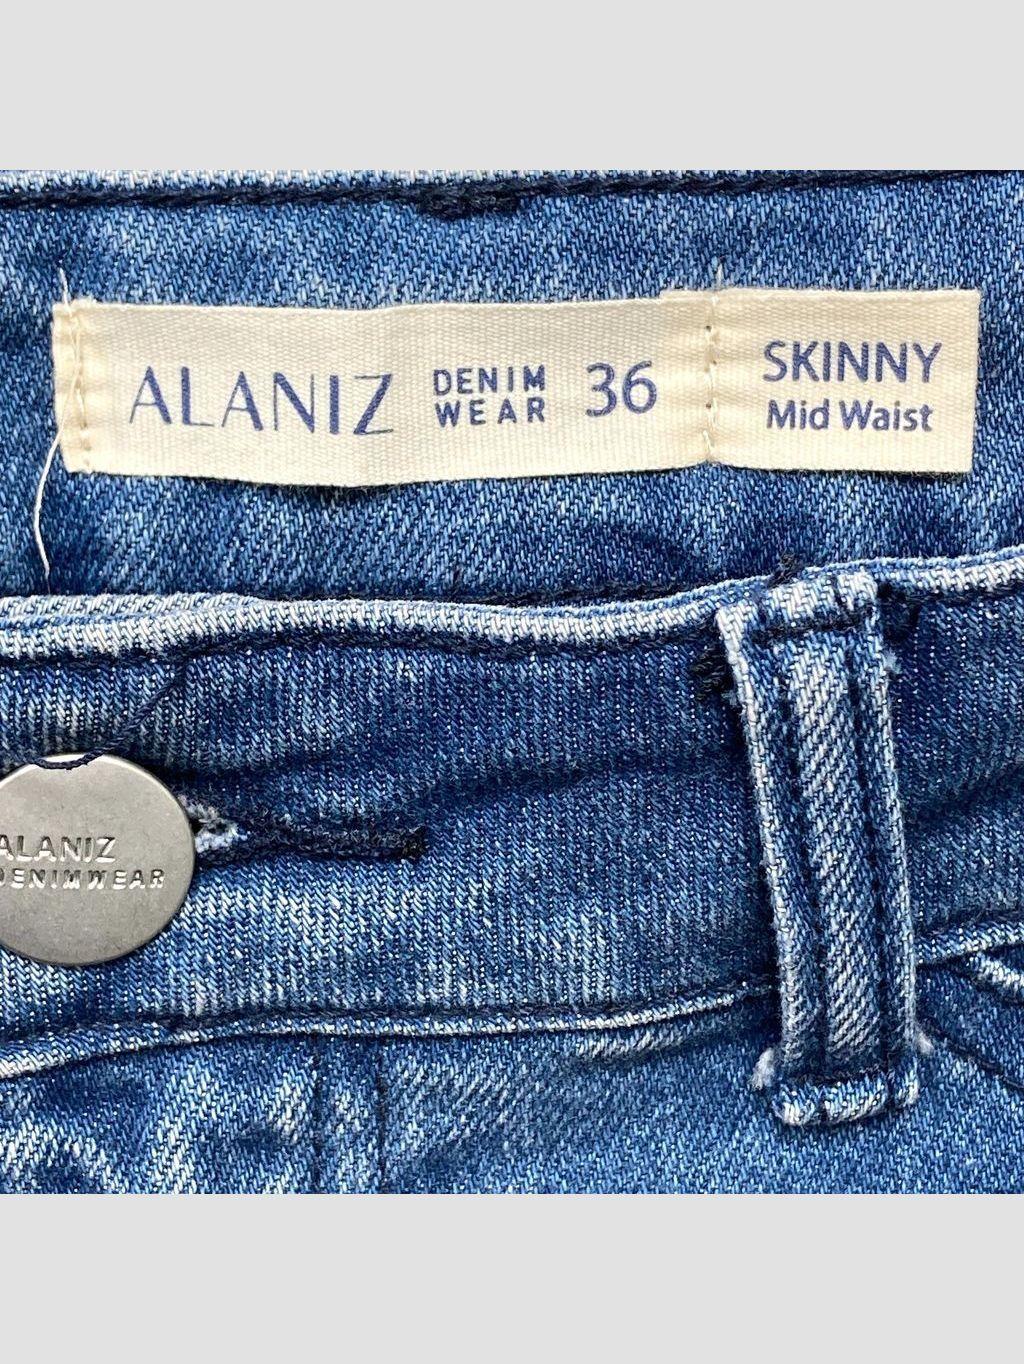 ALANIZ DENIM WEAR 36
SKINNY
Mid Waist
ALANIZ
DENIMWEAR